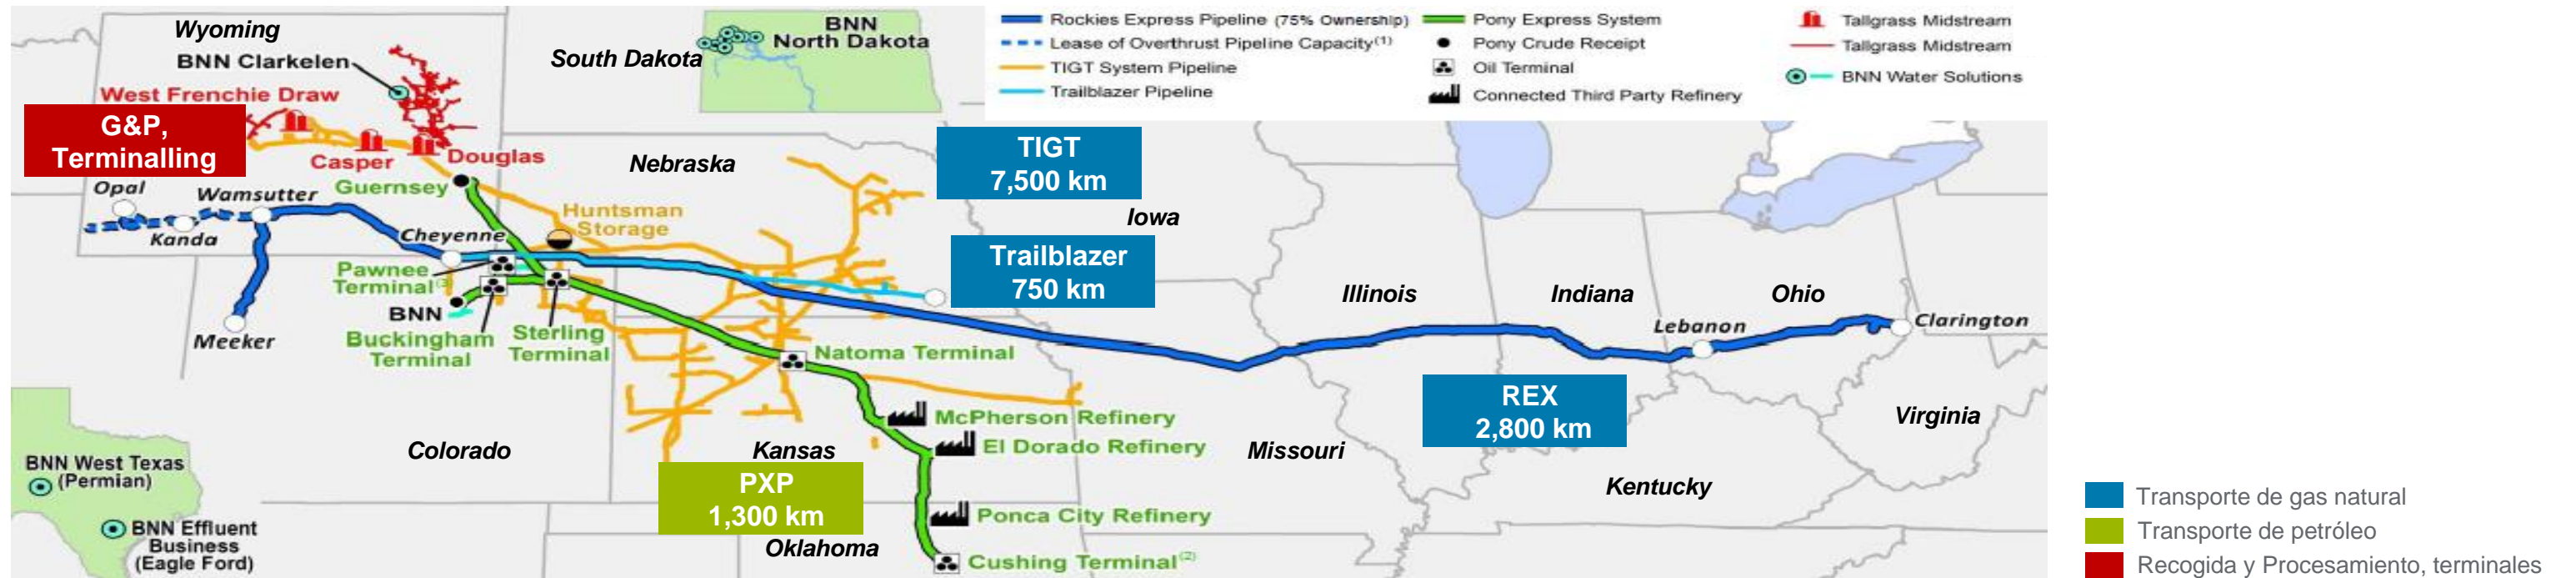 Wyoming
BNN Clarkelen
West Frenchie Draw
G&P,
Terminalling
Casper
Douglas
South Dakota
BNN
North Dakota
Rockies Express Pipeline (75% Ownership)
Lease of Overthrust Pipeline Capacity(1)
TIGT System Pipeline
Trailblazer Pipeline
Pony Express System
Pony Crude Receipt
Oil Terminal
Connected Third Party Refinery
Tallgrass Midstream
Tallgrass Midstream
BNN Water Solutions
Opal
Wamsutter
Kanda
Guernsey
Nebraska
Huntsman
Storage
Cheyenne
Pawnee
Terminal(3)
BNN
Meeker
Buckingham
Terminal
Sterling
Terminal
TIGT
7,500 km
Iowa
Trailblazer
750 km
Illinois
Indiana
Ohio
Lebanon
Clarington
Natoma Terminal
REX
2,800 km
Virginia
McPherson Refinery
El Dorado Refinery
Colorado
Kansas
Missouri
Kentucky
PXP
1,300 km
Ponca City Refinery
Oklahoma
Cushing Terminal(2)
BNN West Texas
(Permian)
BNN Effluent
Business
(Eagle Ford)
Transporte de gas natural
Transporte de petróleo
Recogida y Procesamiento, terminales